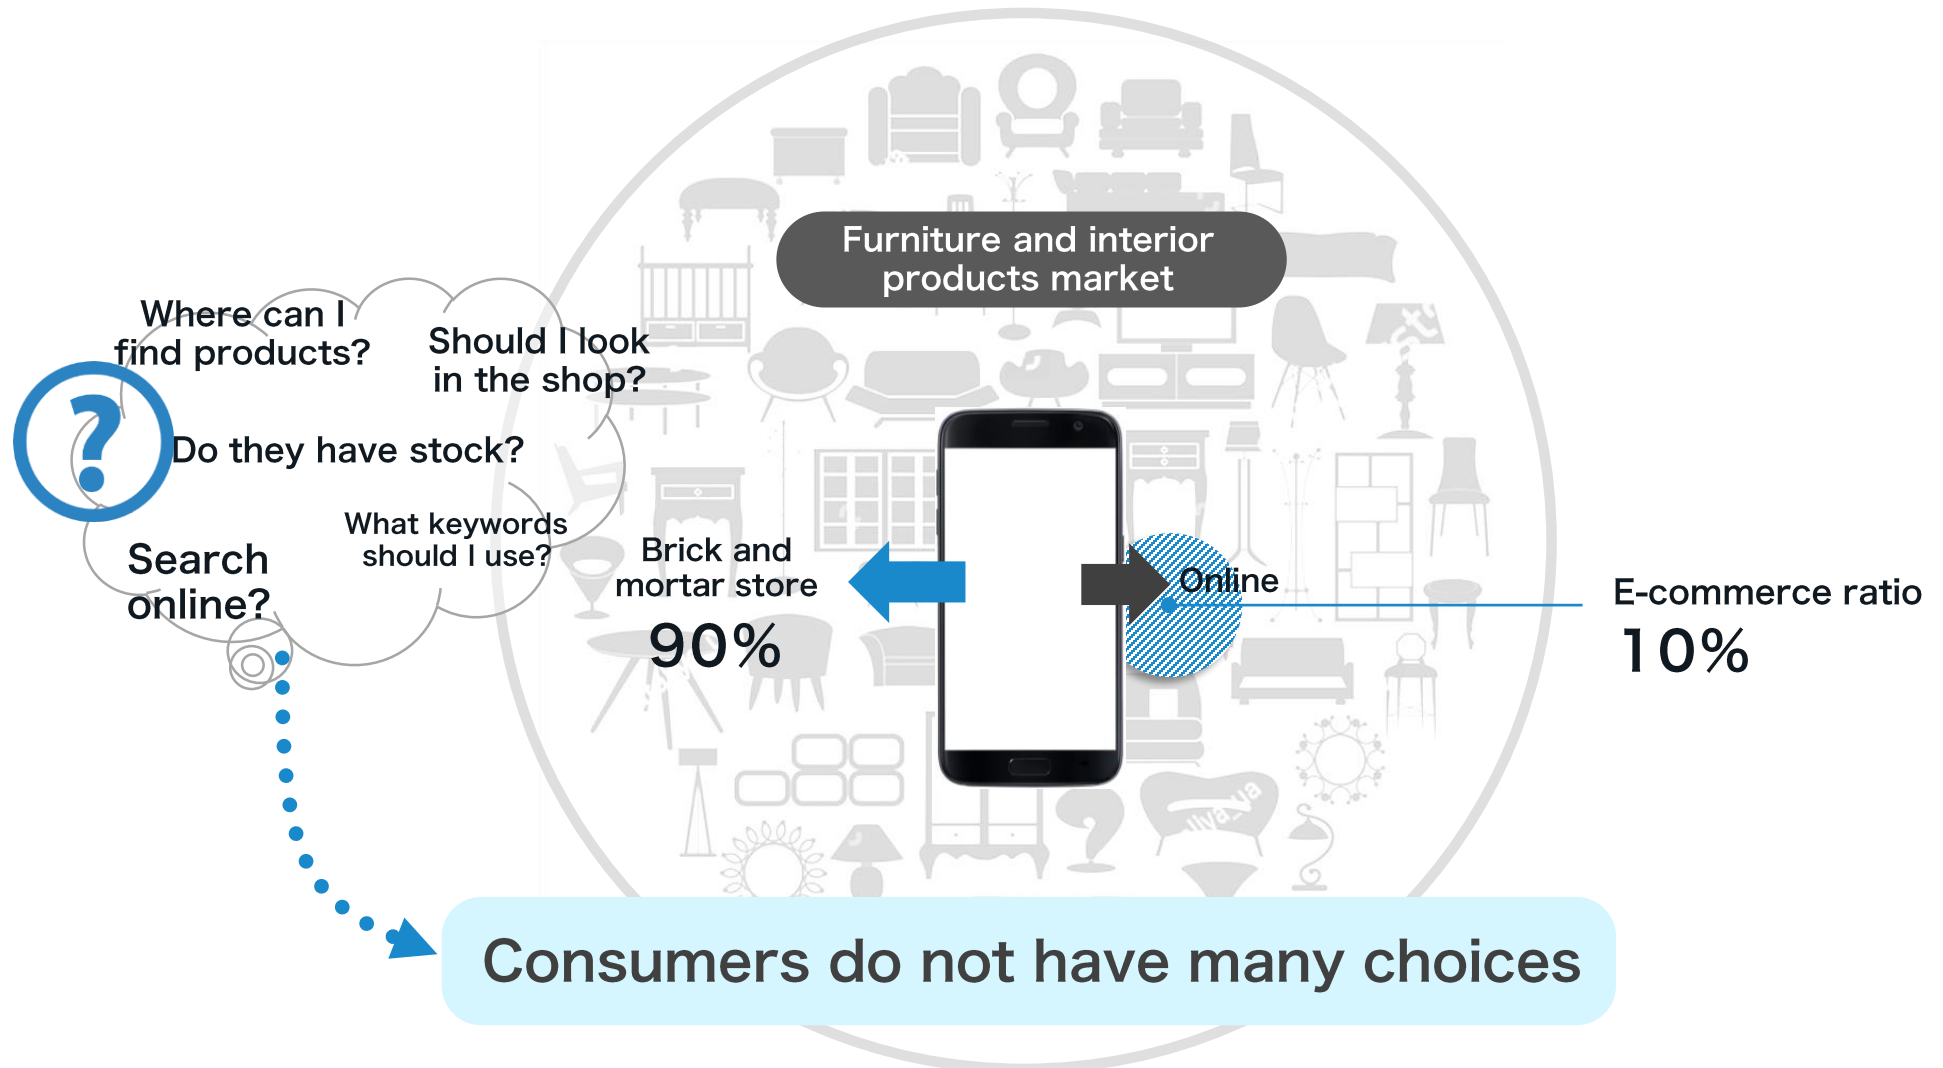 Furniture and interior
products market
Where can I
find products?
Should I look
in the shop?
?
Do they have stock?
What keywords
should I use?
Search
online?
Brick and
mortar store
90%
Online
E-commerce ratio
10%
Consumers do not have many choices